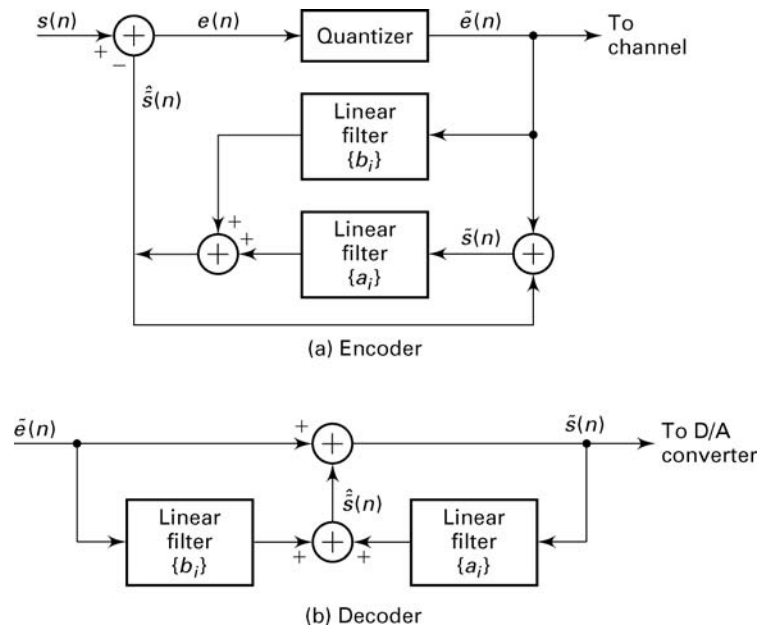 s(n) + − e(n) Quantizer ẽ(n) To
channel
ŝ̃(n)
Linear
filter
{bᵢ}
+
+ Linear
filter
{aᵢ}
s̃(n)
+
+
+
(a) Encoder
ẽ(n) + + s̃(n) To D/A
converter
ŝ̃(n)
Linear
filter
{bᵢ}
+ + +
Linear
filter
{aᵢ}
(b) Decoder